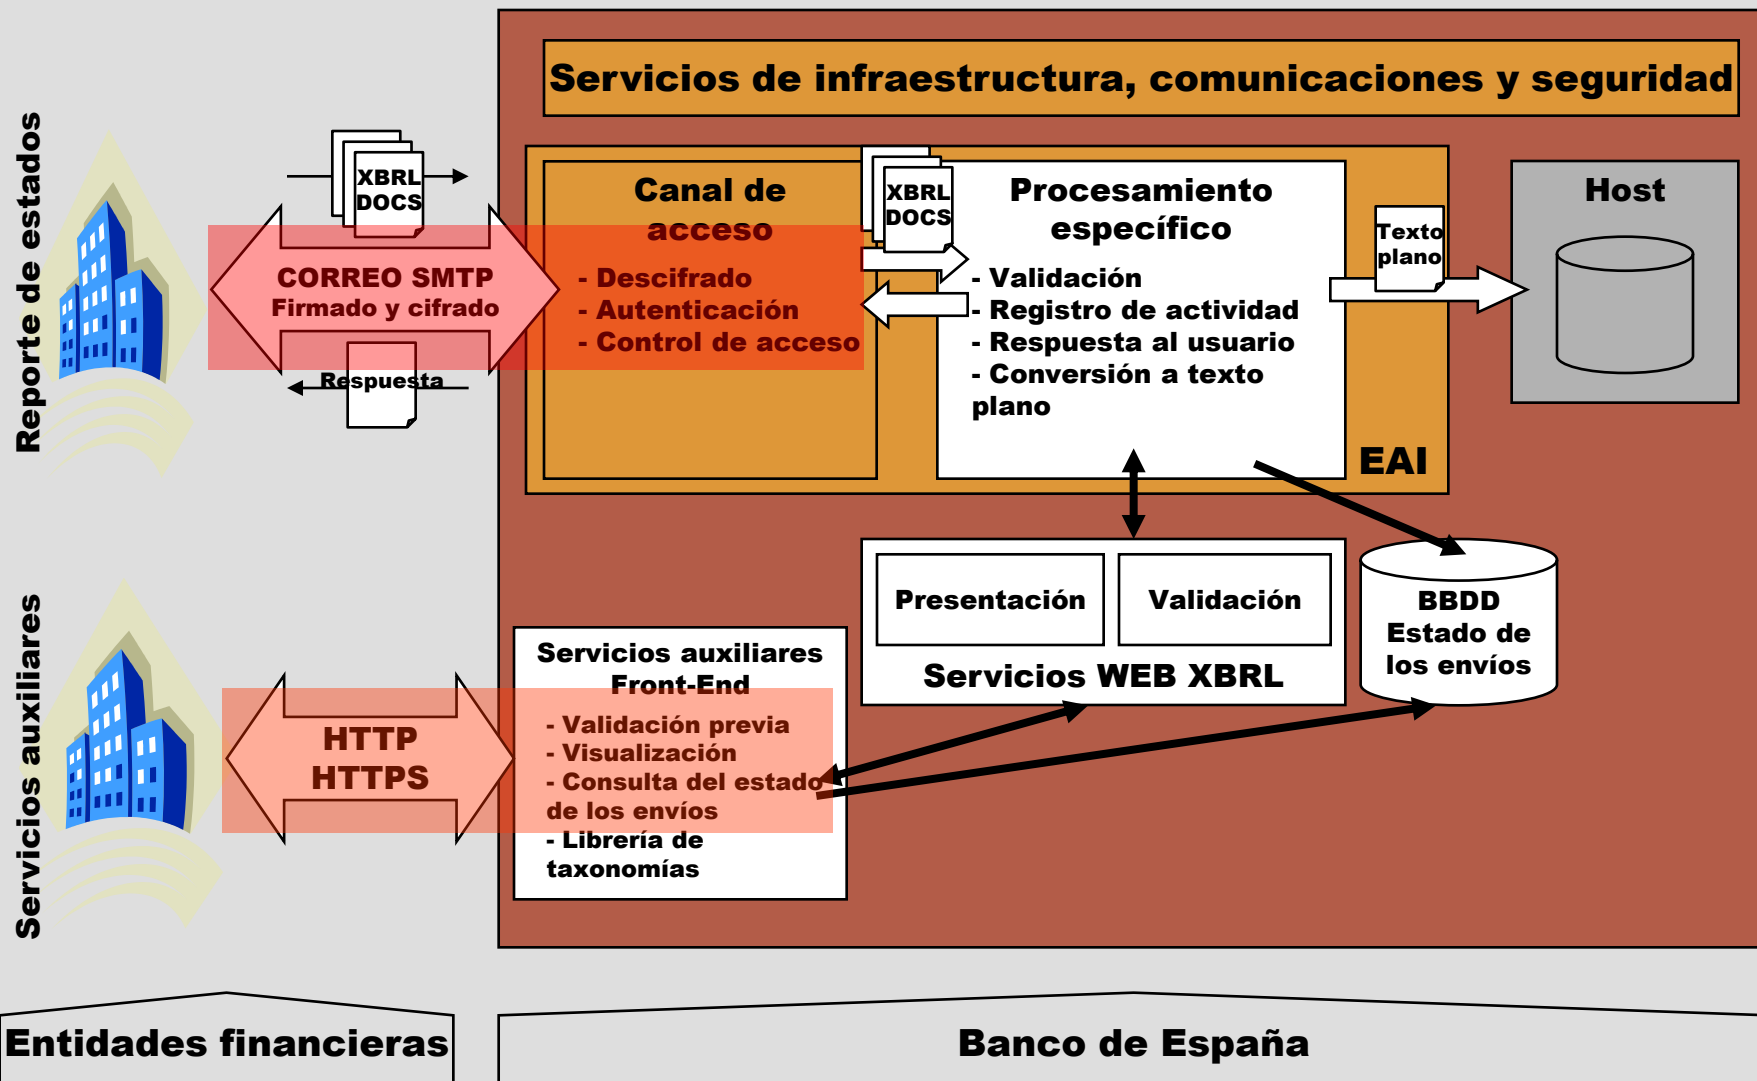 Servicios de infraestructura, comunicaciones y seguridad
Reporte de estados
XBRL
DOCS
CORREO SMTP
Firmado y cifrado
Respuesta
Canal de
acceso
- Descifrado
- Autenticación
- Control de acceso
XBRL
DOCS
Procesamiento
específico
- Validación
- Registro de actividad
- Respuesta al usuario
- Conversión a texto
plano
EAI
Texto
plano
Host
Servicios auxiliares
HTTP
HTTPS
Servicios auxiliares
Front-End
- Validación previa
- Visualización
- Consulta del estado
de los envíos
- Librería de
taxonomías
Presentación
Validación
Servicios WEB XBRL
BBDD
Estado de
los envíos
Entidades financieras
Banco de España